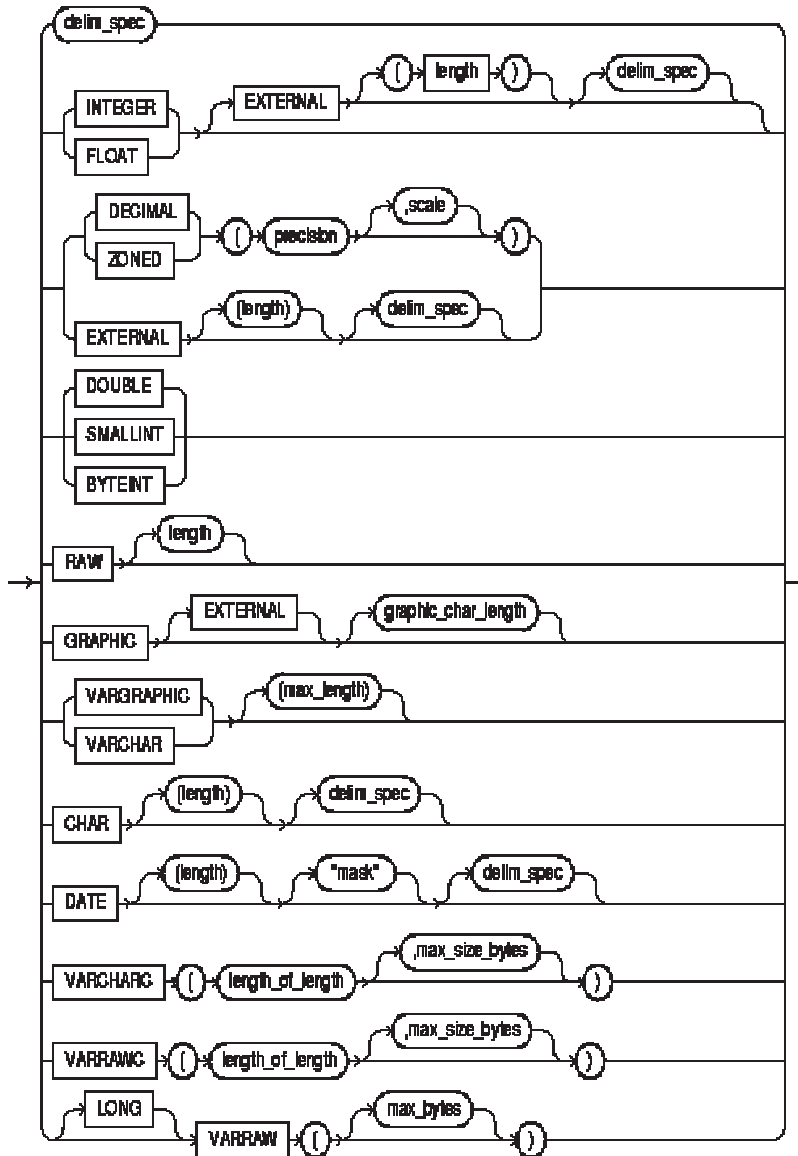 delim_spec
( length )
delim_spec
INTEGER EXTERNAL
FLOAT
DECIMAL ,scale
( precision )
ZONED
(length) delim_spec
EXTERNAL
DOUBLE
SMALLINT
BYTEINT
length
RAW
EXTERNAL graphic_char_length
GRAPHIC
VARGRAPHIC (max_length)
VARCHAR
(length) delim_spec
CHAR
(length) "mask" delim_spec
DATE
,max_size_bytes
VARCHARC ( length_of_length )
,max_size_bytes
VARRAWC ( length_of_length )
LONG max_bytes
VARRAW ( )